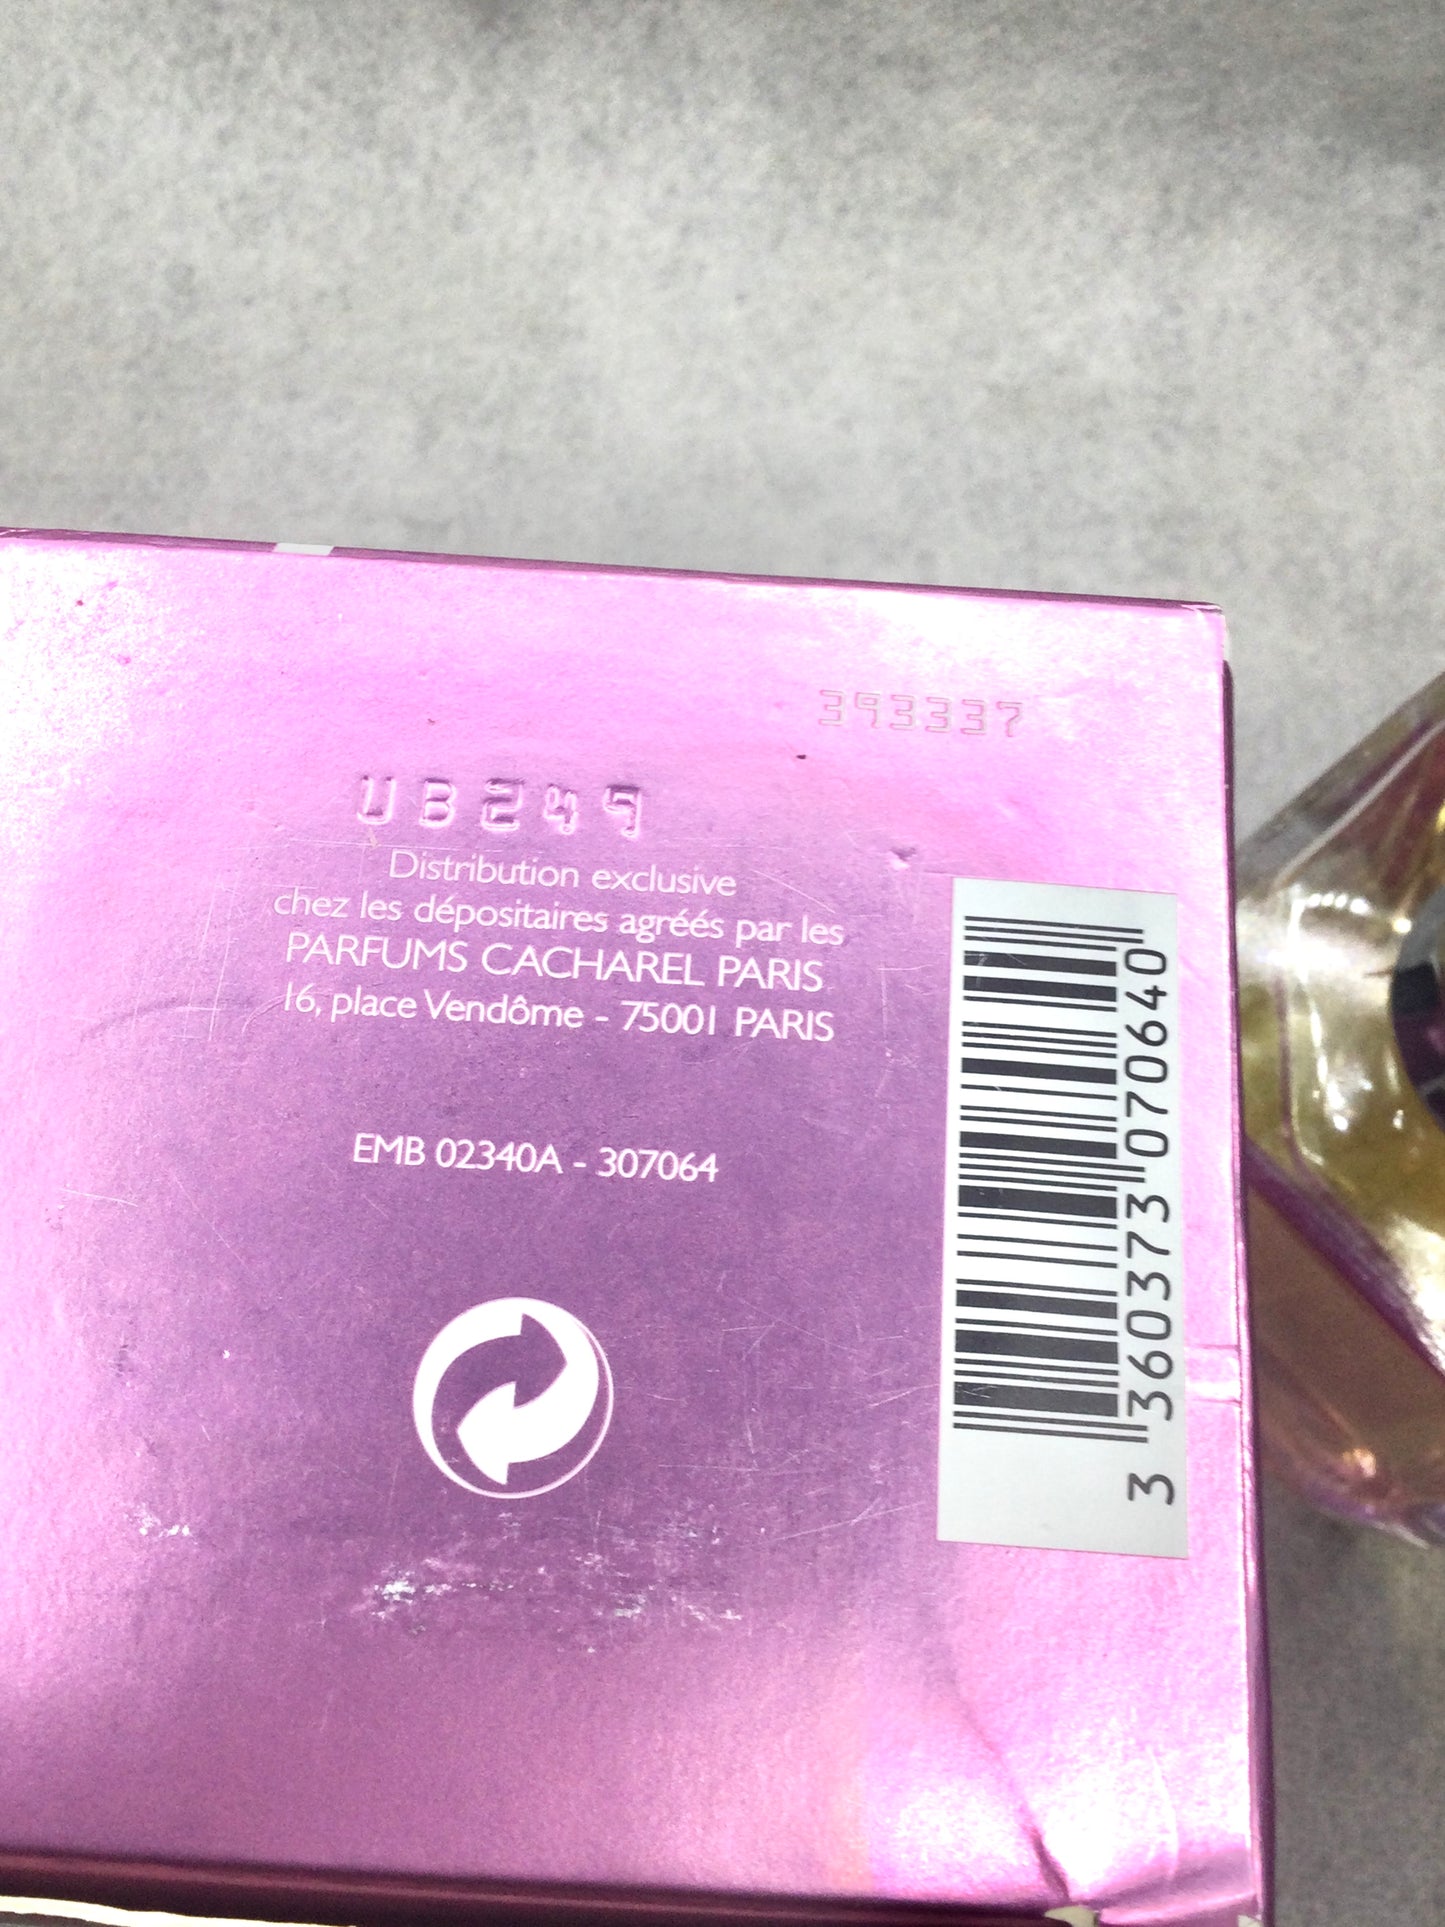 393337
UB249
Distribution exclusive
chez les dépositaires agréés par les
PARFUMS CACHAREL PARIS
16, place Vendôme - 75001 PARIS
EMB 02340A - 307064
3 360373 070640